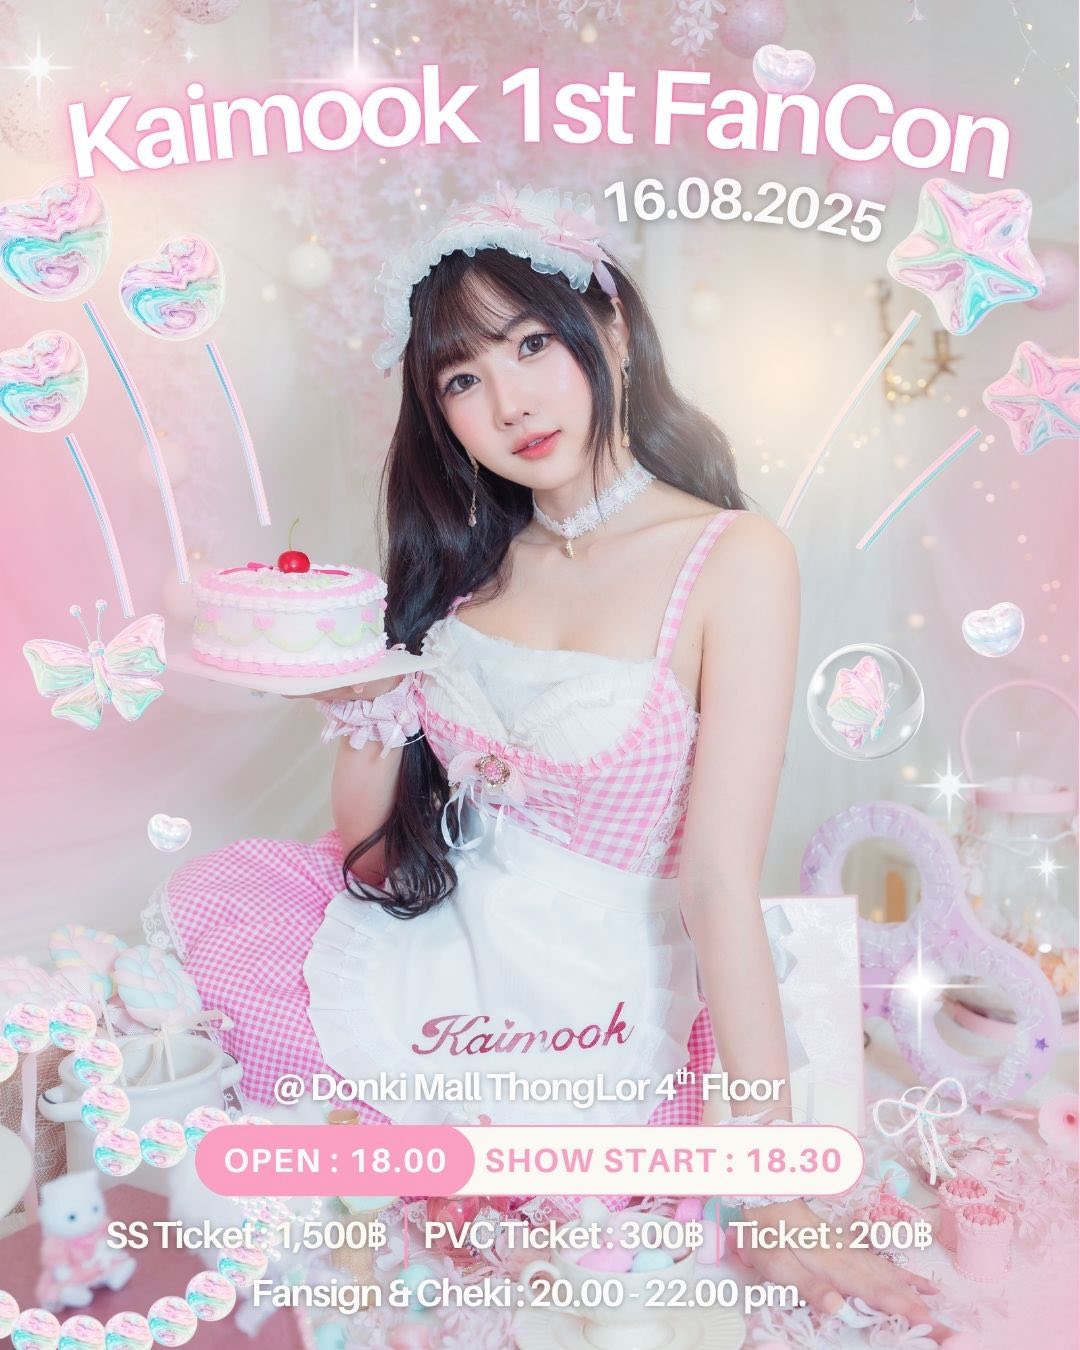 Kaimook 1st FanCon
16.08.2025
Kaimook
@ Donki Mall ThongLor 4th Floor
OPEN : 18.00 SHOW START : 18.30
SS Ticket : 1,500฿ | PVC Ticket : 300฿ | Ticket : 200฿
Fansign & Cheki : 20.00 - 22.00 pm.